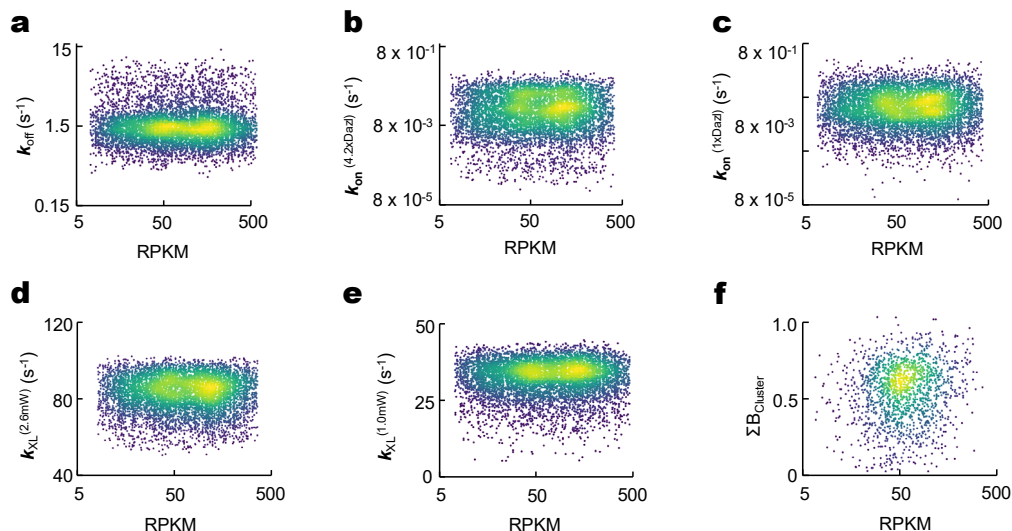 a
15
1.5
0.15
k_off (s⁻¹)
5 50 500
RPKM
b
8 x 10⁻¹
8 x 10⁻³
8 x 10⁻⁵
k_on (4.2xDazl) (s⁻¹)
5 50 500
RPKM
c
8 x 10⁻¹
8 x 10⁻³
8 x 10⁻⁵
k_on (1xDazl) (s⁻¹)
5 50 500
RPKM
d
120
80
40
k_XL (2.6mW) (s⁻¹)
5 50 500
RPKM
e
50
25
0
k_XL (1.0mW) (s⁻¹)
5 50 500
RPKM
f
1.0
0.5
0
ΣB_Cluster
5 50 500
RPKM